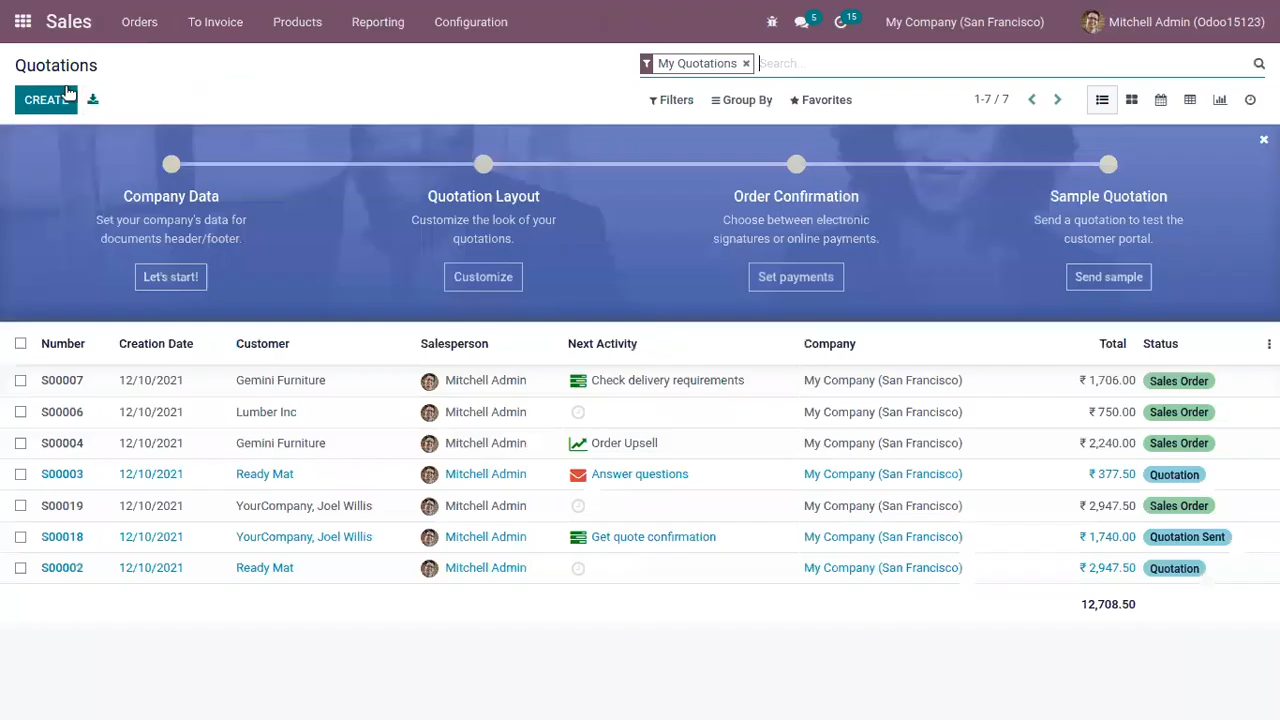 Sales Orders To Invoice Products Reporting Configuration 5 15 My Company (San Francisco) Mitchell Admin (Odoo15123)
Quotations My Quotations × Search...
CREATE Filters Group By Favorites 1-7 / 7
Company Data Quotation Layout Order Confirmation Sample Quotation
Set your company's data for Customize the look of your Choose between electronic Send a quotation to test the
documents header/footer. quotations. signatures or online payments. customer portal.
Let's start! Customize Set payments Send sample
Number Creation Date Customer Salesperson Next Activity Company Total Status
S00007 12/10/2021 Gemini Furniture Mitchell Admin Check delivery requirements My Company (San Francisco) ₹ 1,706.00 Sales Order
S00006 12/10/2021 Lumber Inc Mitchell Admin My Company (San Francisco) ₹ 750.00 Sales Order
S00004 12/10/2021 Gemini Furniture Mitchell Admin Order Upsell My Company (San Francisco) ₹ 2,240.00 Sales Order
S00003 12/10/2021 Ready Mat Mitchell Admin Answer questions My Company (San Francisco) ₹ 377.50 Quotation
S00019 12/10/2021 YourCompany, Joel Willis Mitchell Admin My Company (San Francisco) ₹ 2,947.50 Sales Order
S00018 12/10/2021 YourCompany, Joel Willis Mitchell Admin Get quote confirmation My Company (San Francisco) ₹ 1,740.00 Quotation Sent
S00002 12/10/2021 Ready Mat Mitchell Admin My Company (San Francisco) ₹ 2,947.50 Quotation
12,708.50